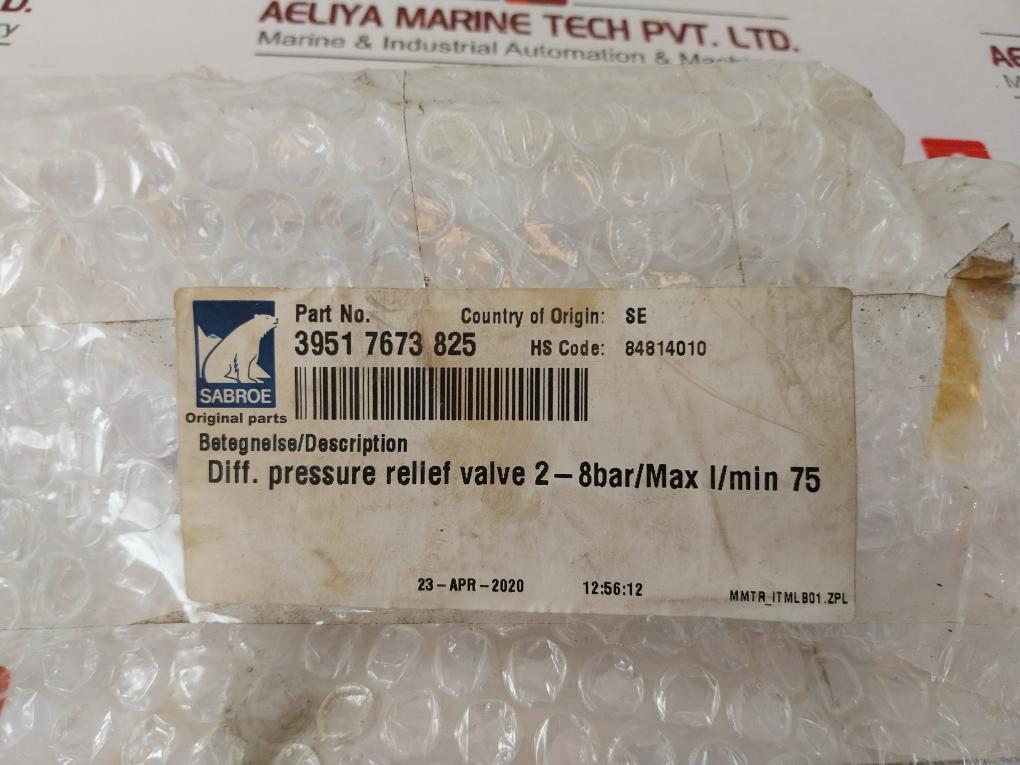 D.
AELIYA MARINE TECH PVT. LTD.
Marine & Industrial Automation &
Part No. Country of Origin: SE
3951 7673 825 HS Code: 84814010
SABROE
Original parts
Betegnelse/Description
Diff. pressure relief valve 2-8bar/Max l/min 75
23-APR-2020 12:56:12
MMTR_ITMLB01.ZPL